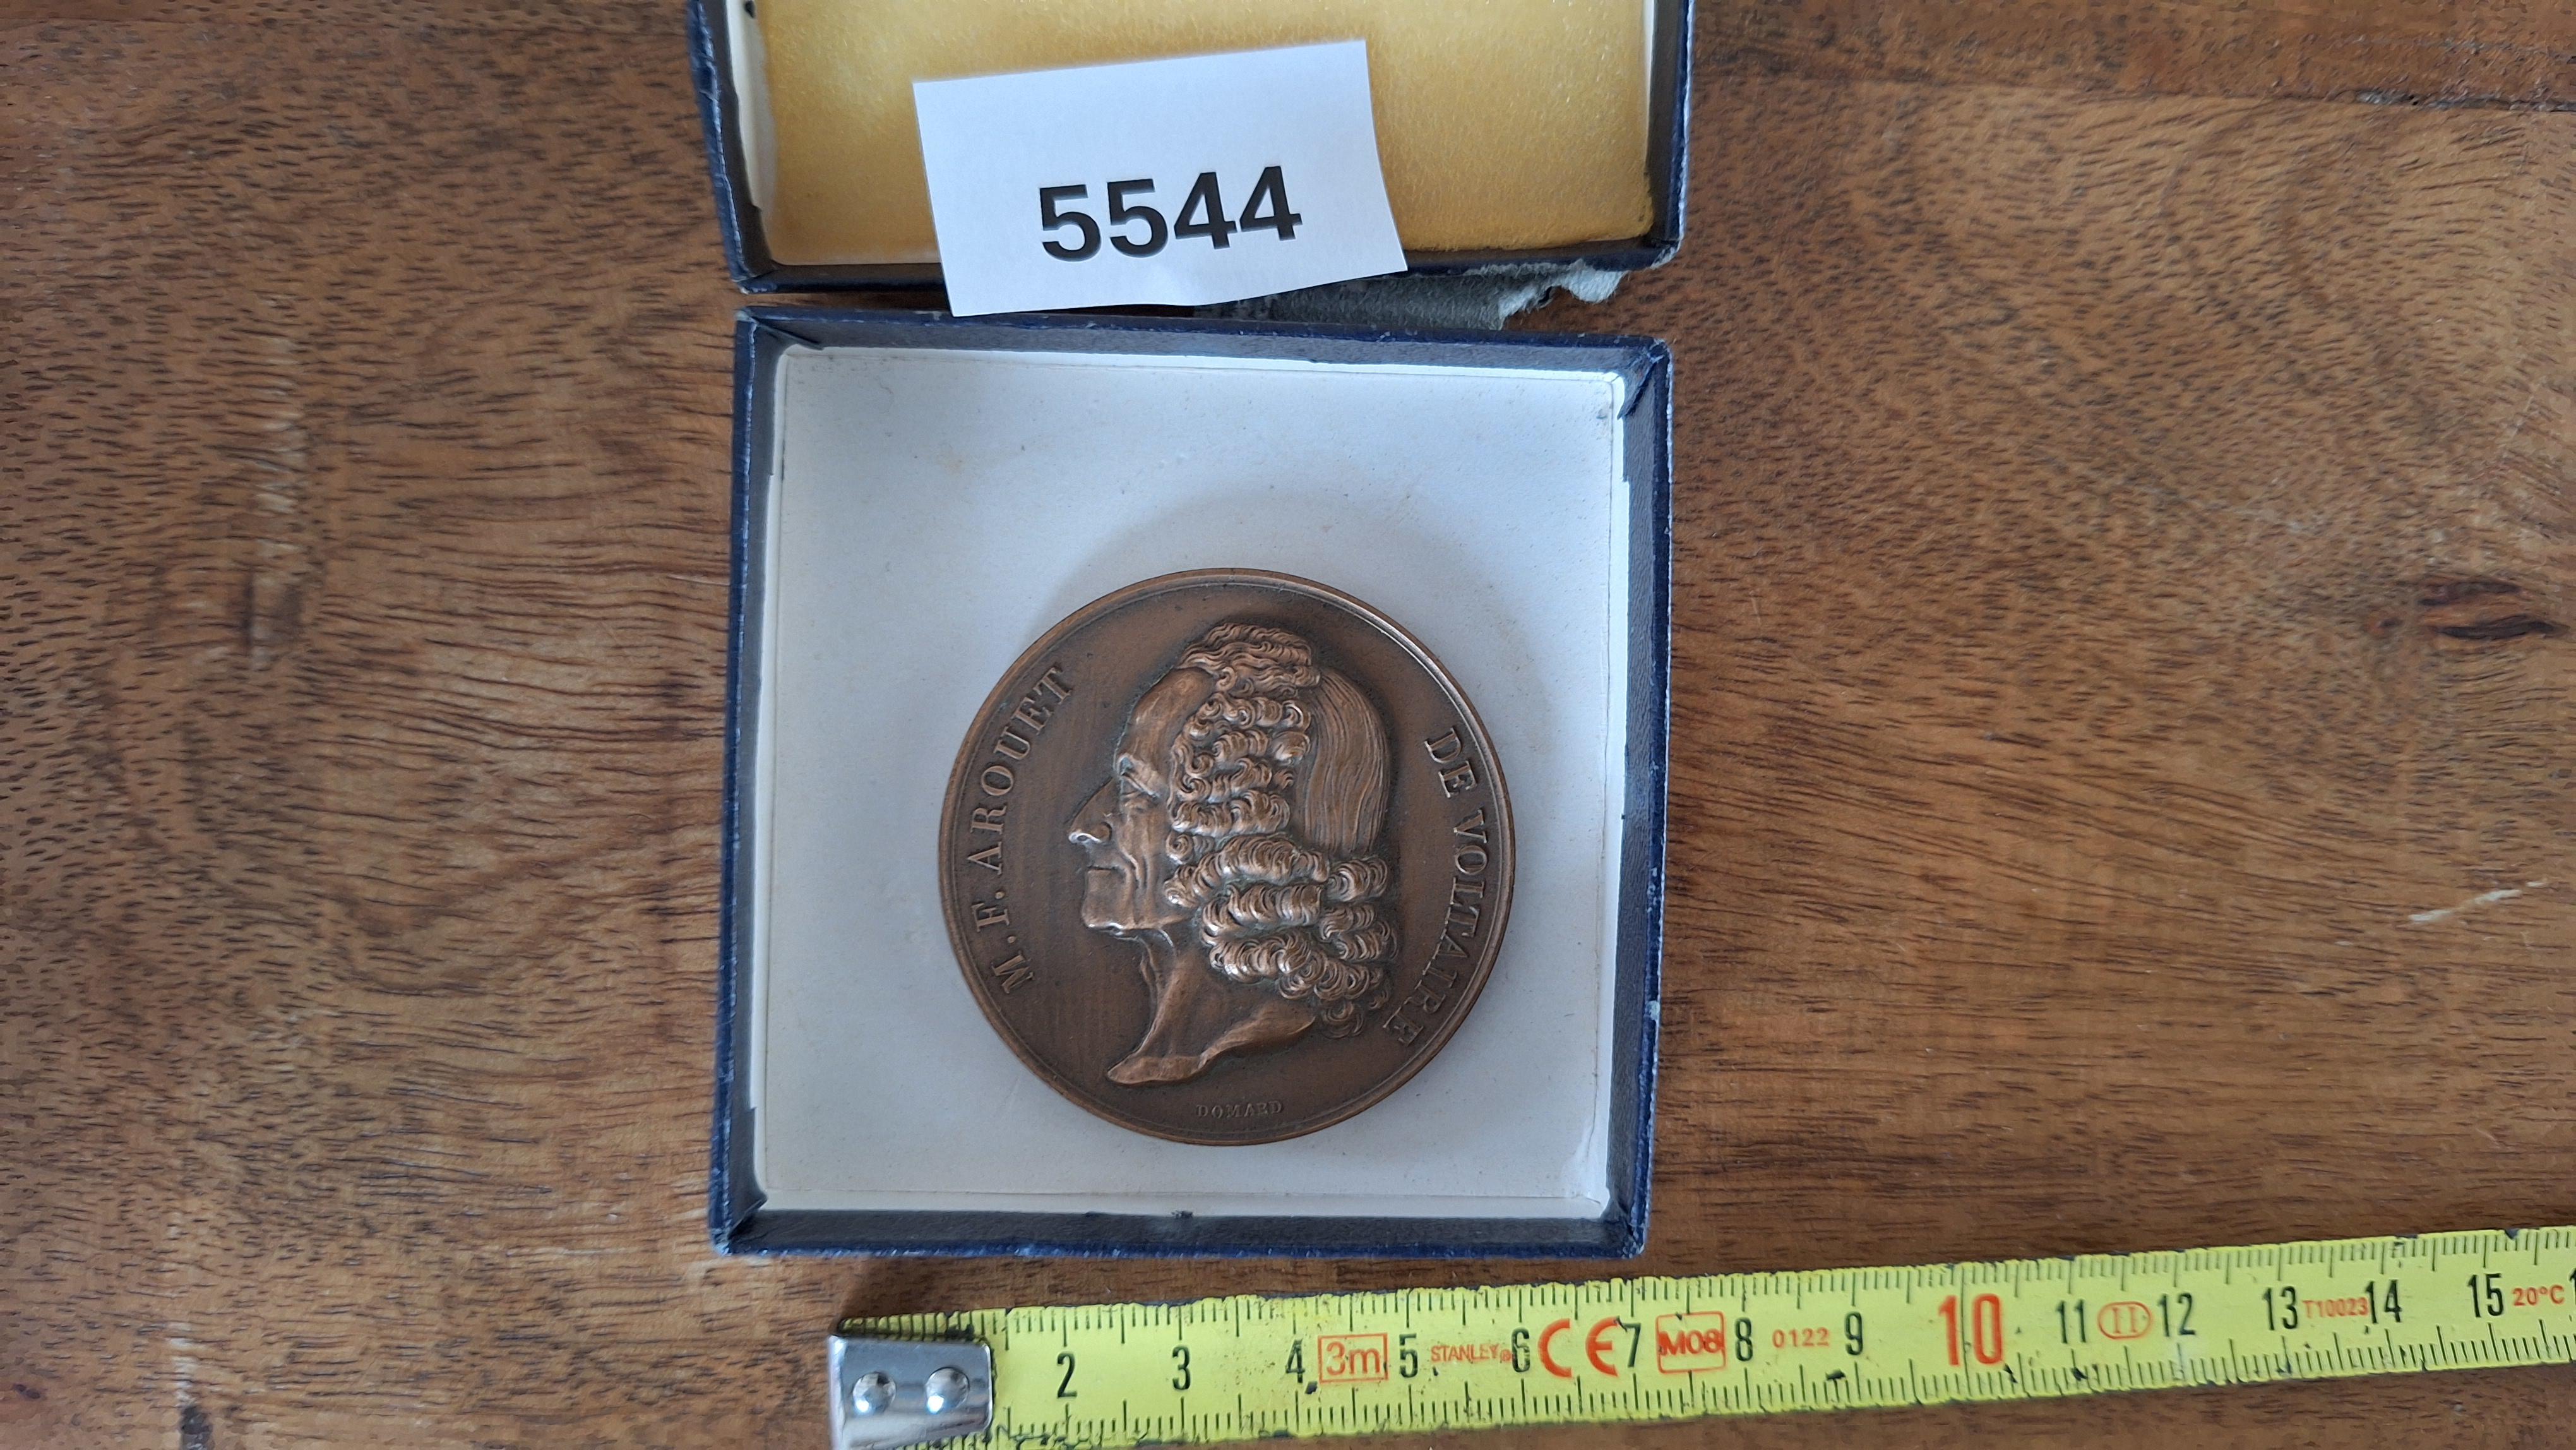 5544
M. F. AROUET
DE VOLTAIRE
DOMARD
2 3 4 3m 5 STANLEY® 6 CE 7 M08 8 0122 9 10 11 II 12 13 T10023 14 15 20°C